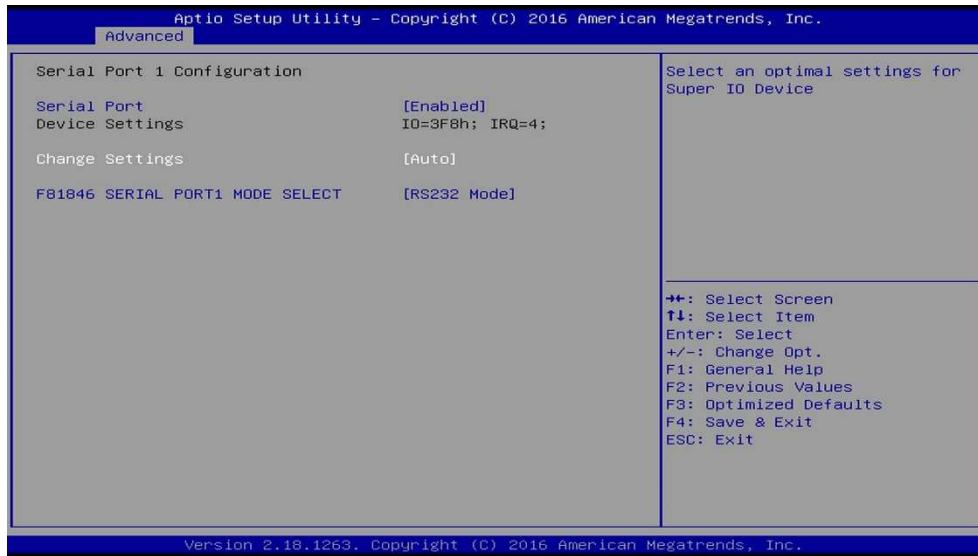 Aptio Setup Utility – Copyright (C) 2016 American Megatrends, Inc.
Advanced
Serial Port 1 Configuration
Serial Port [Enabled]
Device Settings IO=3F8h; IRQ=4;
Change Settings [Auto]
F81846 SERIAL PORT1 MODE SELECT [RS232 Mode]
Select an optimal settings for
Super IO Device
→←: Select Screen
↑↓: Select Item
Enter: Select
+/-: Change Opt.
F1: General Help
F2: Previous Values
F3: Optimized Defaults
F4: Save & Exit
ESC: Exit
Version 2.18.1263. Copyright (C) 2016 American Megatrends, Inc.